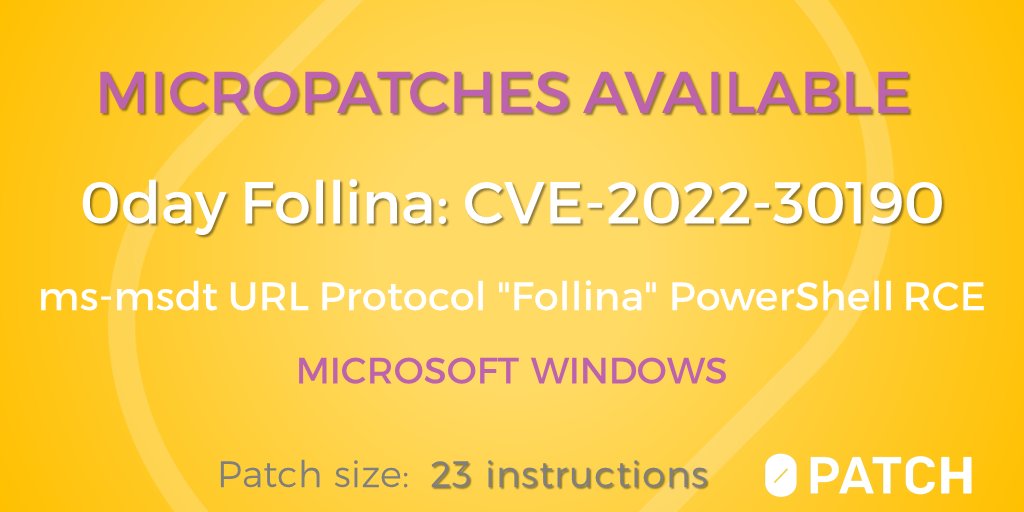 MICROPATCHES AVAILABLE
0day Follina: CVE-2022-30190
ms-msdt URL Protocol "Follina" PowerShell RCE
MICROSOFT WINDOWS
Patch size: 23 instructions
0PATCH